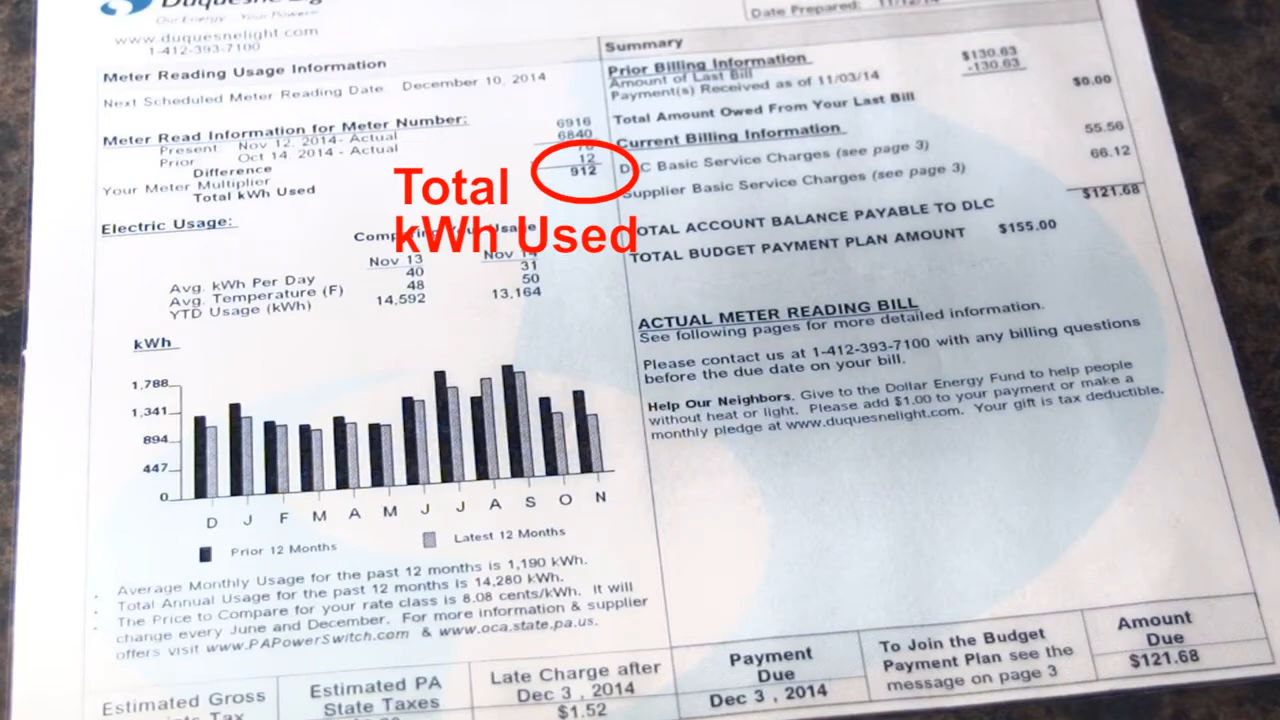 Our Energy... Your Power
www.duquesnelight.com
1-412-393-7100
Date Prepared:
Meter Reading Usage Information
Next Scheduled Meter Reading Date December 10, 2014
Meter Read Information for Meter Number:
Present Nov 12, 2014- Actual 6916
Prior Oct 14, 2014- Actual 6840
Difference 76
Your Meter Multiplier 12
Total kWh Used 912
Total
kWh Used
Electric Usage:
Nov 13
Avg. kWh Per Day 40 31
Avg. Temperature (F) 48 50
YTD Usage (kWh) 14,592 13,164
kWh
1,788
1,341
894
447
0
D J F M A M J J A S O N
Prior 12 Months Latest 12 Months
Average Monthly Usage for the past 12 months is 1,190 kWh.
Total Annual Usage for the past 12 months is 14,280 kWh.
The Price to Compare for your rate class is 8.08 cents/kWh. It will
change every June and December. For more information & supplier
offers visit www.PAPowerSwitch.com & www.oca.state.pa.us.
Summary
Prior Billing Information
Amount of Last Bill $130.63
Payment(s) Received as of 11/03/14 -130.63
Total Amount Owed From Your Last Bill $0.00
Current Billing Information
DLC Basic Service Charges (see page 3) 55.56
Supplier Basic Service Charges (see page 3) 66.12
TOTAL ACCOUNT BALANCE PAYABLE TO DLC $121.68
TOTAL BUDGET PAYMENT PLAN AMOUNT $155.00
ACTUAL METER READING BILL
See following pages for more detailed information.
Please contact us at 1-412-393-7100 with any billing questions
before the due date on your bill.
Help Our Neighbors. Give to the Dollar Energy Fund to help people
without heat or light. Please add $1.00 to your payment or make a
monthly pledge at www.duquesnelight.com. Your gift is tax deductible.
Estimated Gross
Tax
Estimated PA
State Taxes
Late Charge after
Dec 3 , 2014
$1.52
Payment
Due
Dec 3 , 2014
To Join the Budget
Payment Plan see the
message on page 3
Amount
Due
$121.68